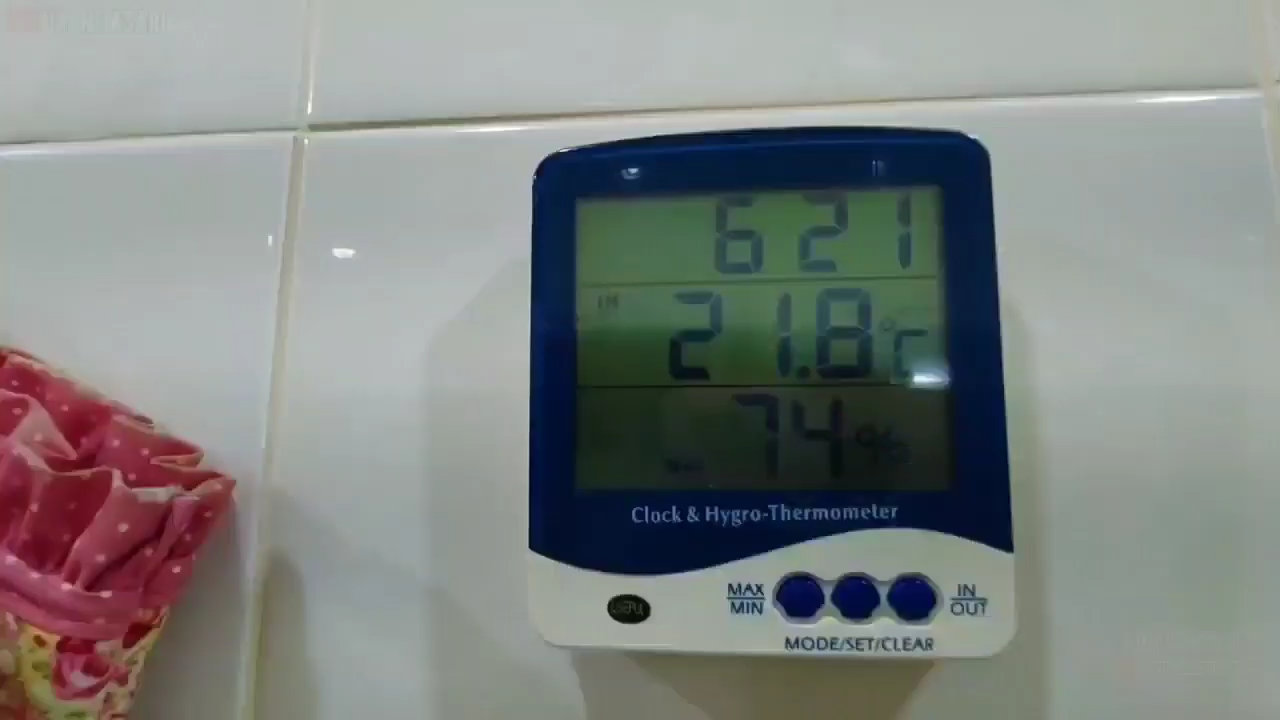 6 21
IN
21.8°C
74%
Clock & Hygro-Thermometer
MAX
MIN
IN
OUT
MODE/SET/CLEAR